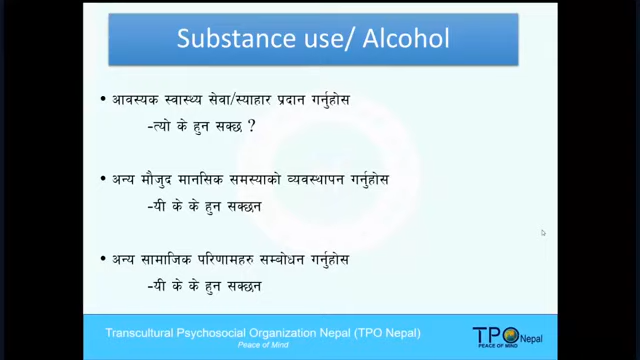 Substance use/ Alcohol
• आवस्यक स्वास्थ्य सेवा/स्याहार प्रदान गर्नुहोस
-त्यो के हुन सक्छ ?
• अन्य मौजुद मानसिक समस्याको व्यवस्थापन गर्नुहोस
-यी के के हुन सक्छन
• अन्य सामाजिक परिणामहरु सम्बोधन गर्नुहोस
-यी के के हुन सक्छन
Transcultural Psychosocial Organization Nepal (TPO Nepal)
Peace of Mind
TPO Nepal
PEACE OF MIND